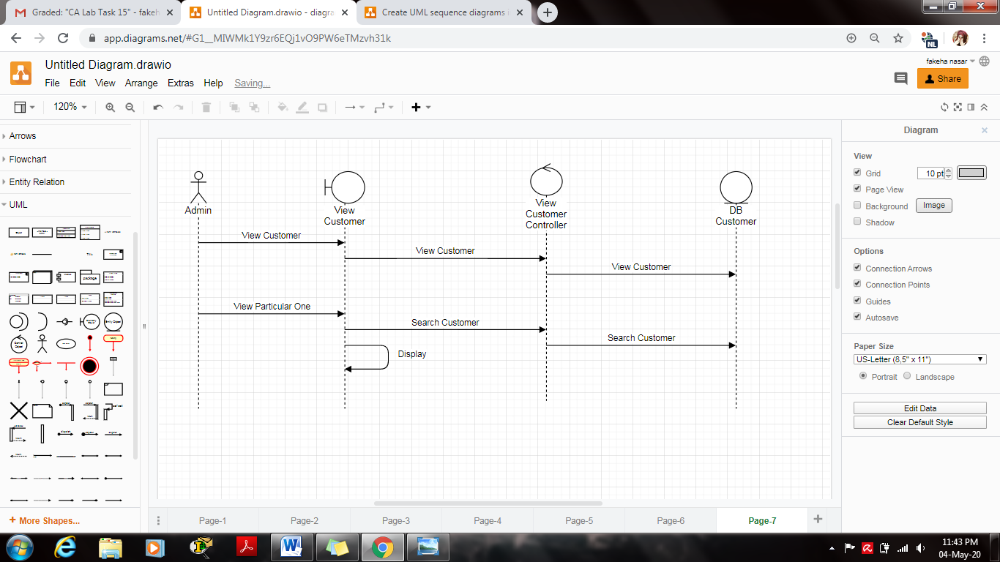 Graded: "CA Lab Task 15" - fakeh
Untitled Diagram.drawio - diagra
Create UML sequence diagrams i
app.diagrams.net/#G1__MIWMk1Y9zr6EQj1vO9PW6eTMzvh31k
NL
Untitled Diagram.drawio
fakeha nasar
File Edit View Arrange Extras Help Saving...
Share
120%
Arrows
Flowchart
Entity Relation
UML
package
More Shapes...
Admin
View
Customer
View
Customer
Controller
DB
Customer
View Customer
View Customer
View Customer
View Particular One
Search Customer
Search Customer
Display
Diagram
View
Grid 10 pt
Page View
Background Image
Shadow
Options
Connection Arrows
Connection Points
Guides
Autosave
Paper Size
US-Letter (8,5" x 11")
Portrait Landscape
Edit Data
Clear Default Style
Page-1 Page-2 Page-3 Page-4 Page-5 Page-6 Page-7
11:43 PM
04-May-20